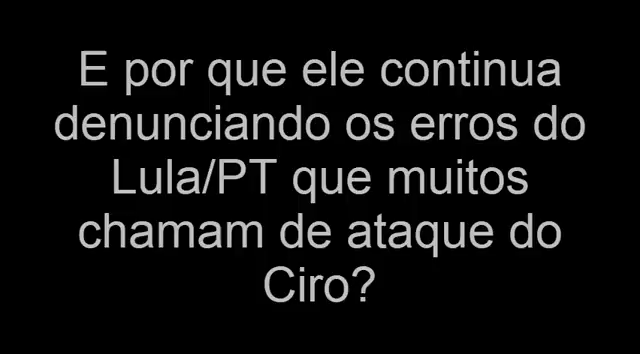 E por que ele continua
denunciando os erros do
Lula/PT que muitos
chamam de ataque do
Ciro?